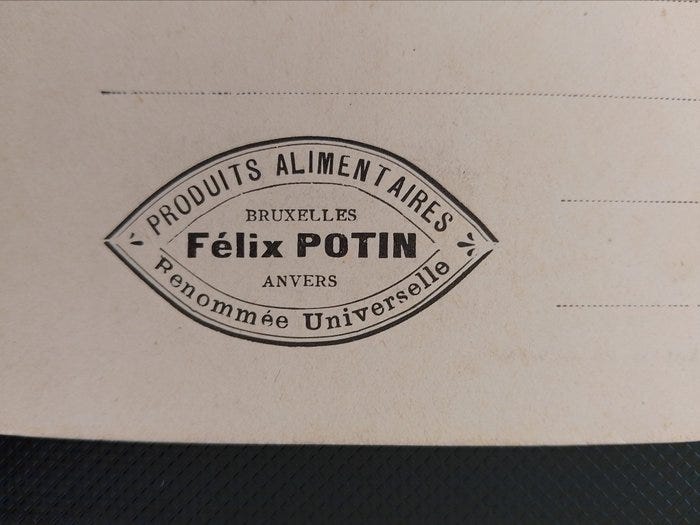 PRODUITS ALIMENTAIRES
BRUXELLES
Félix POTIN
ANVERS
Renommée Universelle